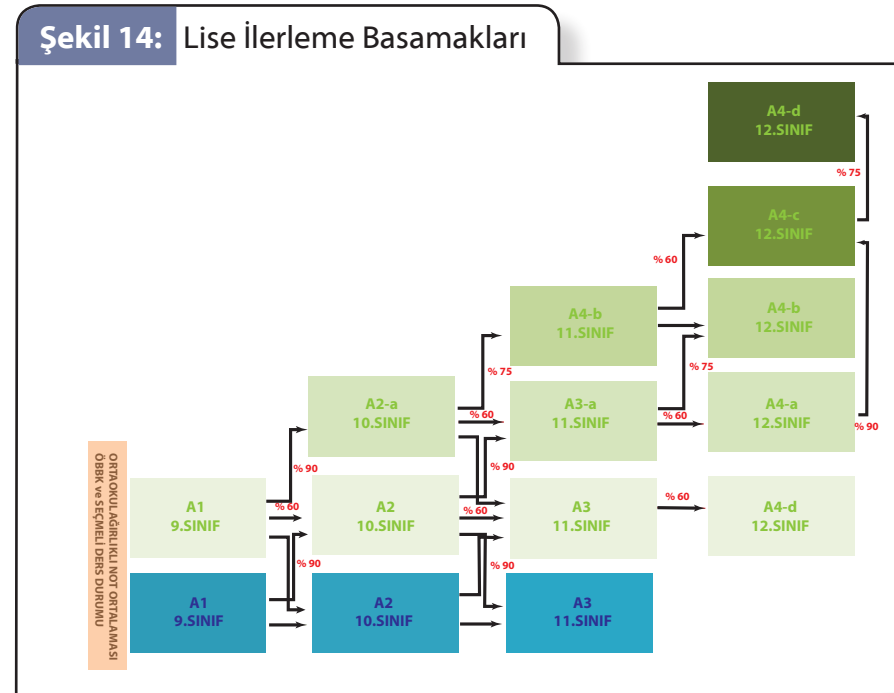 Şekil 14: Lise İlerleme Basamakları
A4-d
12.SINIF
% 75
A4-c
12.SINIF
% 60
A4-b
11.SINIF
A4-b
12.SINIF
% 75
% 75
A2-a
10.SINIF
% 60
A3-a
11.SINIF
% 60
A4-a
12.SINIF
% 90
ORTAOKUL AĞIRLIKLI NOT ORTALAMASI
ÖBBK ve SEÇMELİ DERS DURUMU
% 90
% 90
A1
9.SINIF
% 60
A2
10.SINIF
% 60
A3
11.SINIF
% 60
A4-d
12.SINIF
% 90
% 90
A1
9.SINIF
A2
10.SINIF
A3
11.SINIF